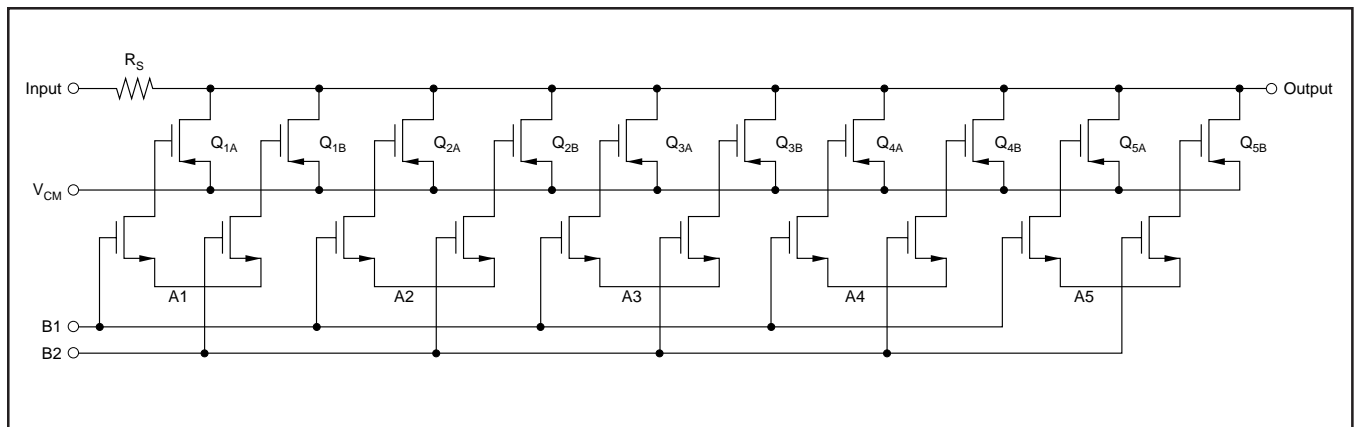 R_S
Input
Output
Q_1A
Q_1B
Q_2A
Q_2B
Q_3A
Q_3B
Q_4A
Q_4B
Q_5A
Q_5B
V_CM
A1
A2
A3
A4
A5
B1
B2